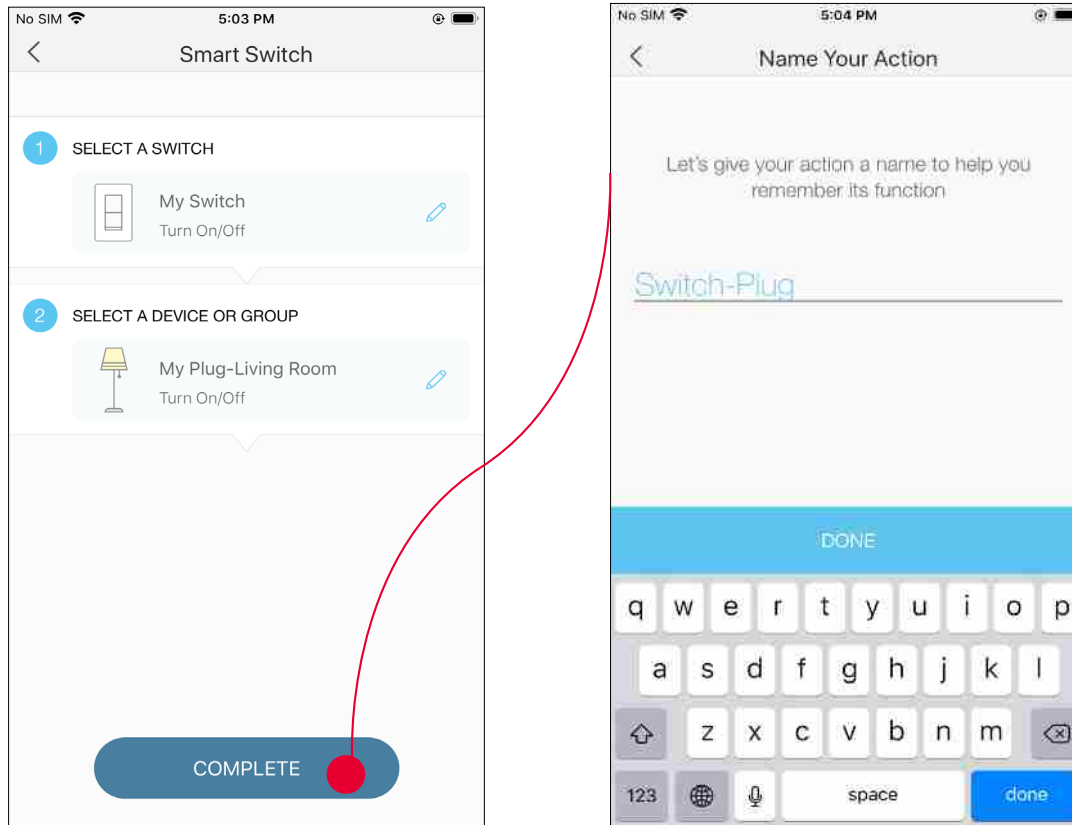 No SIM 5:03 PM
Smart Switch
1 SELECT A SWITCH
My Switch
Turn On/Off
2 SELECT A DEVICE OR GROUP
My Plug-Living Room
Turn On/Off
COMPLETE
No SIM 5:04 PM
Name Your Action
Let's give your action a name to help you
remember its function
Switch-Plug
DONE
q w e r t y u i o p
a s d f g h j k l
z x c v b n m
123 space done